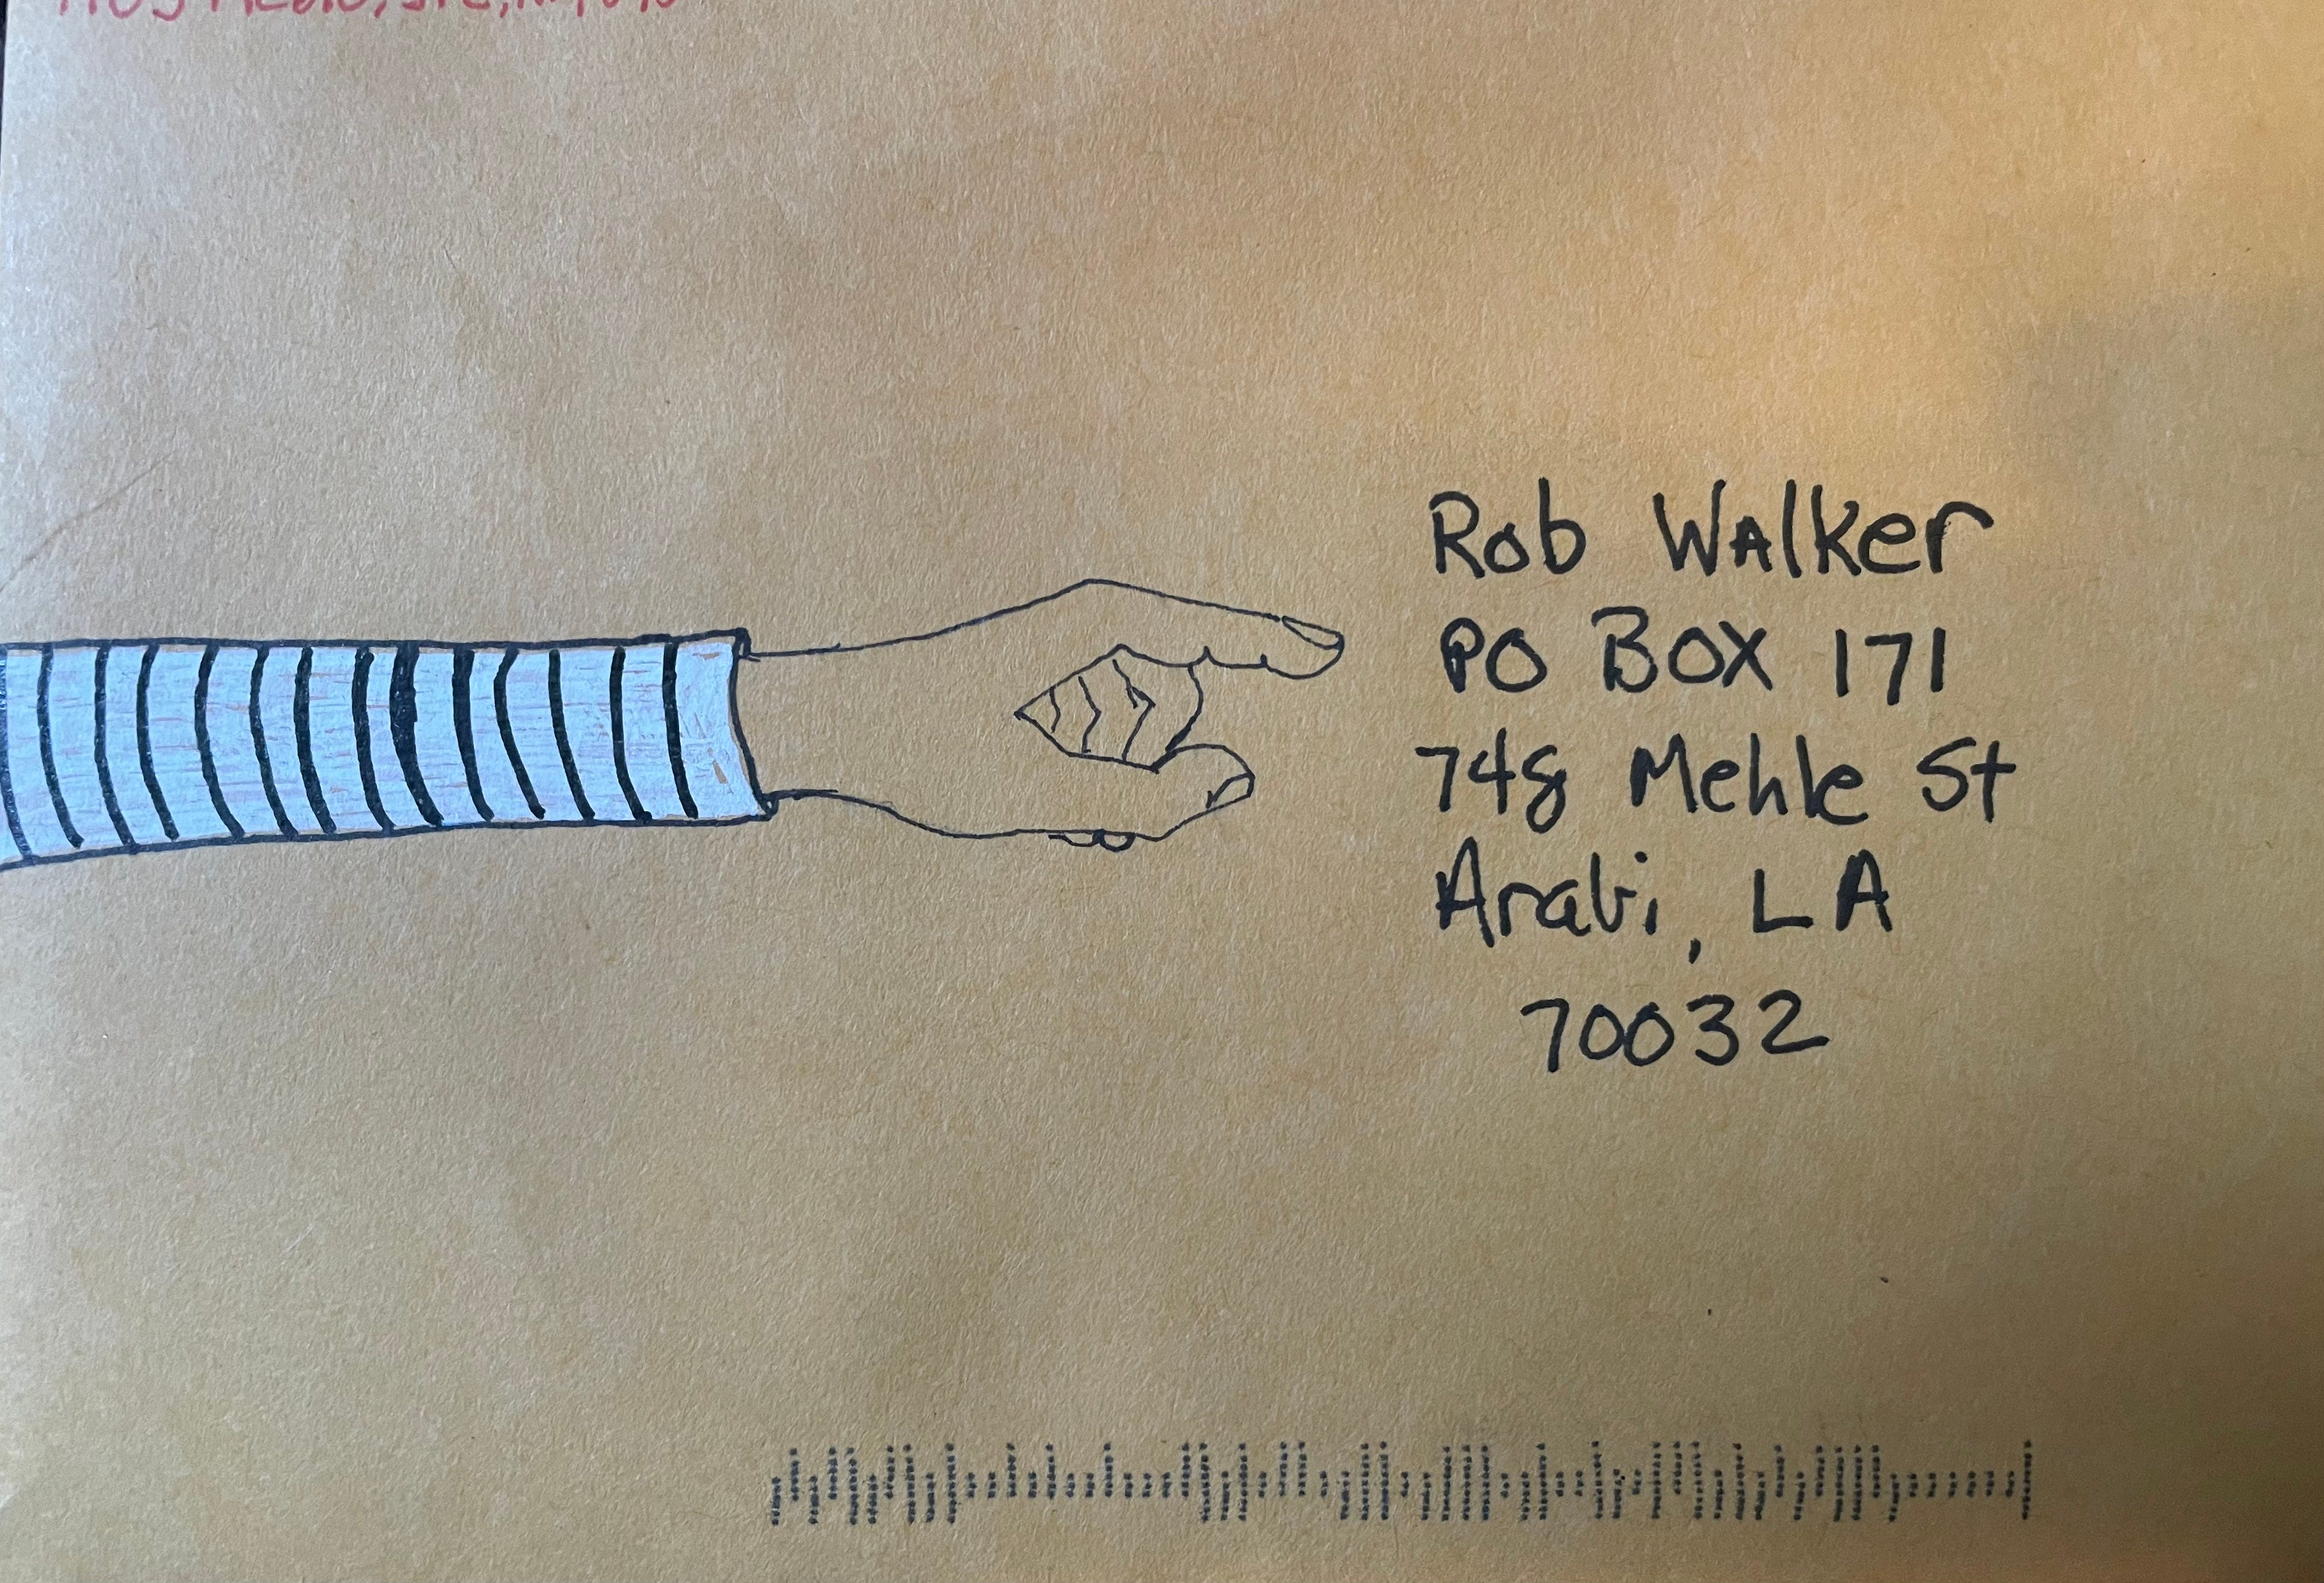 Rob Walker
PO BOX 171
748 Mehle St
Arabi, LA
70032